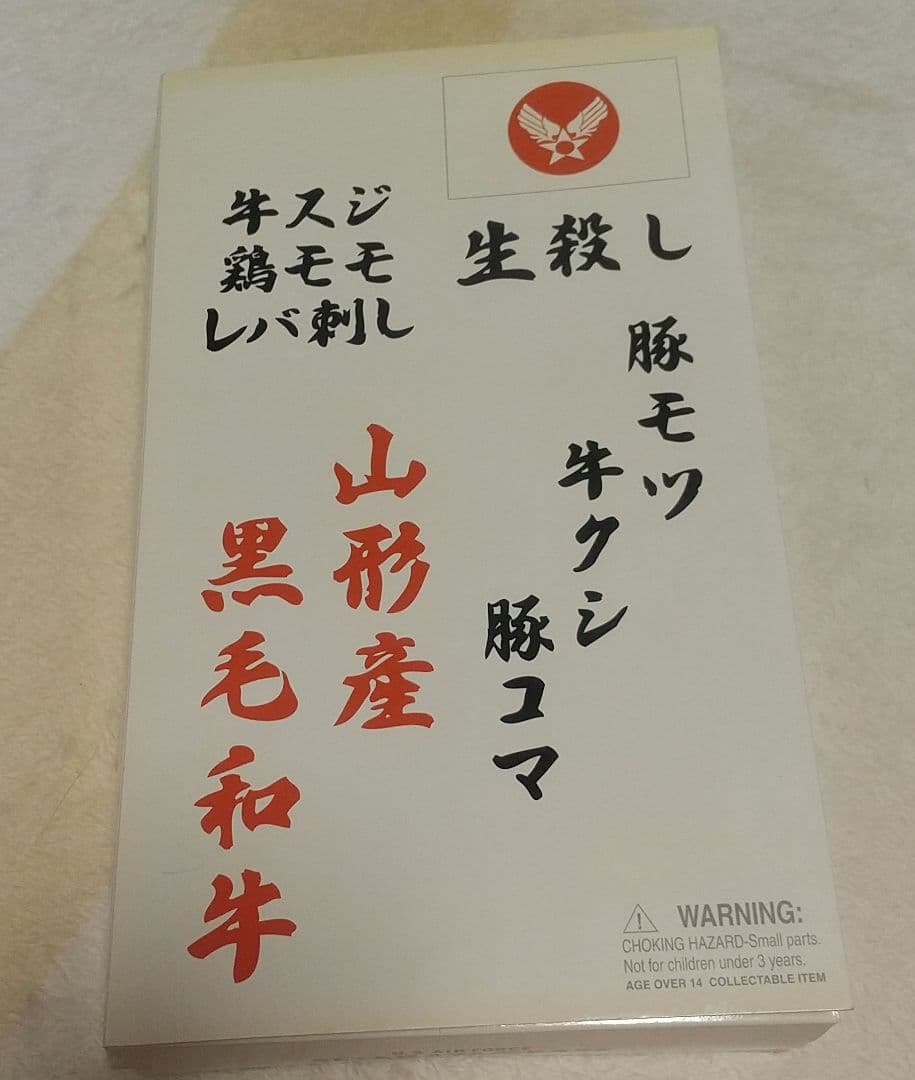 生殺し
牛スジ
鶏モモ
レバ刺し
豚モツ
牛クシ
豚コマ
山形産
黒毛和牛
WARNING:
CHOKING HAZARD-Small parts.
Not for children under 3 years.
AGE OVER 14 COLLECTABLE ITEM
U.S AIR FORCE